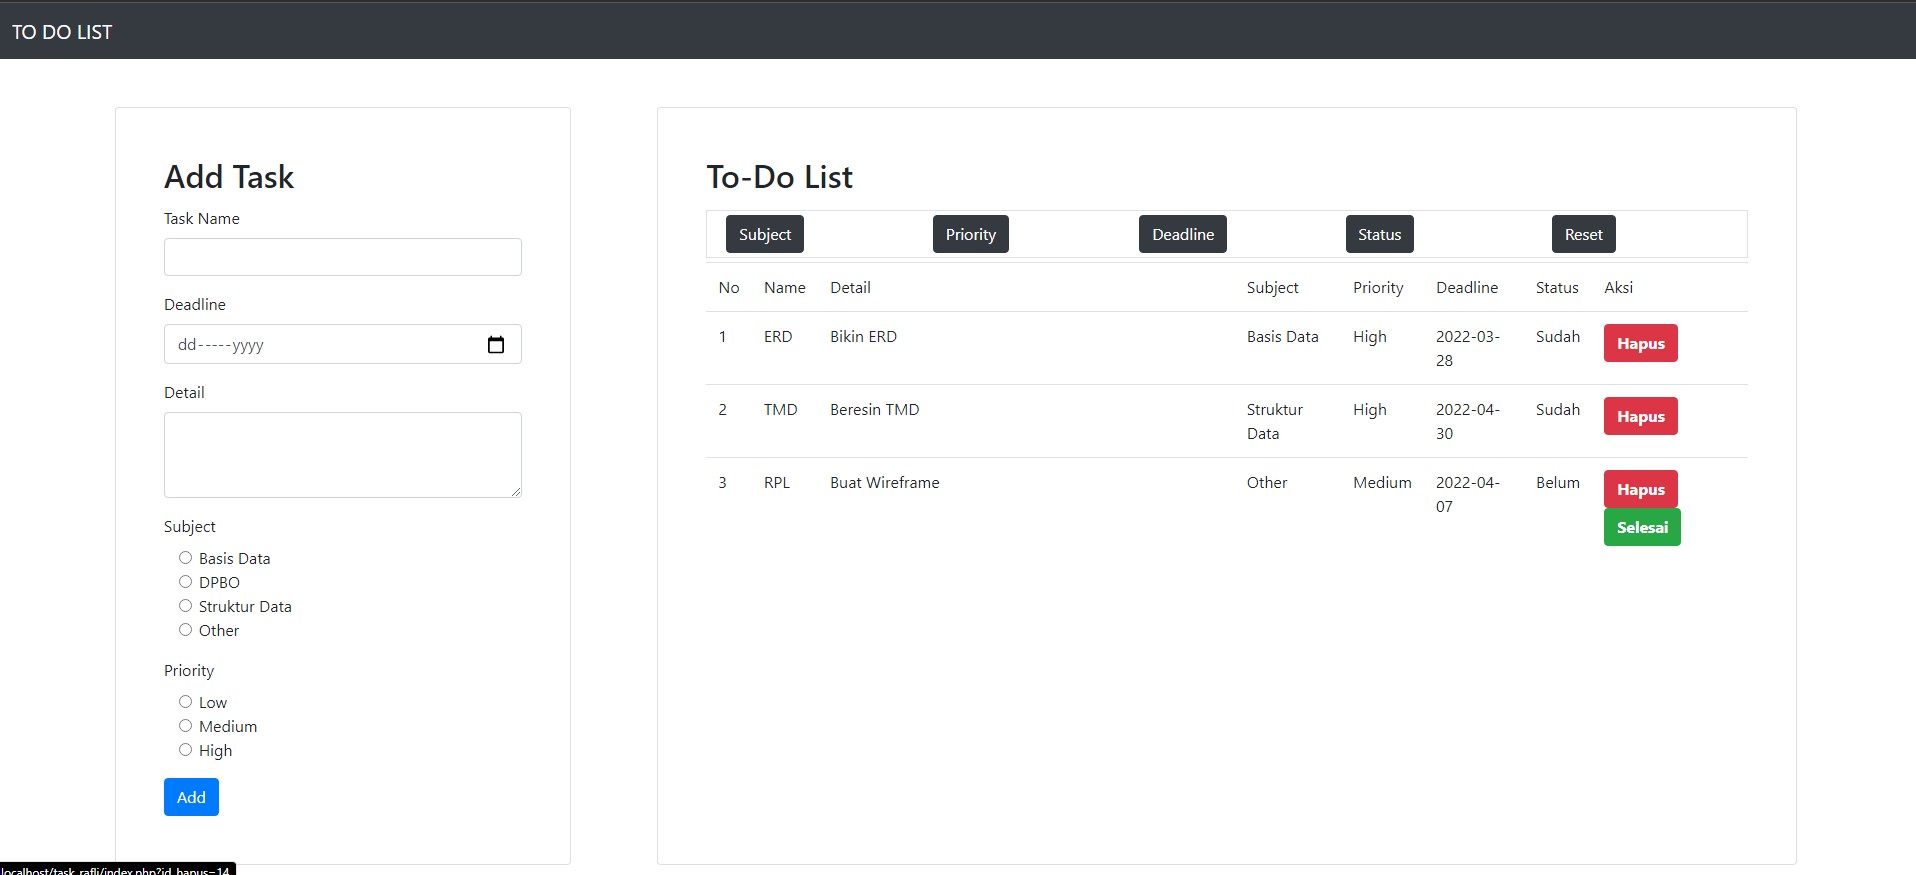 TO DO LIST
Add Task
Task Name
Deadline
dd-----yyyy
Detail
Subject
Basis Data
DPBO
Struktur Data
Other
Priority
Low
Medium
High
Add
To-Do List
Subject Priority Deadline Status Reset
No Name Detail Subject Priority Deadline Status Aksi
1 ERD Bikin ERD Basis Data High 2022-03- Sudah Hapus
28
2 TMD Beresin TMD Struktur High 2022-04- Sudah Hapus
Data 30
3 RPL Buat Wireframe Other Medium 2022-04- Belum Hapus
07
Selesai
localhost/task_rafli/index.php?id_hapus=14